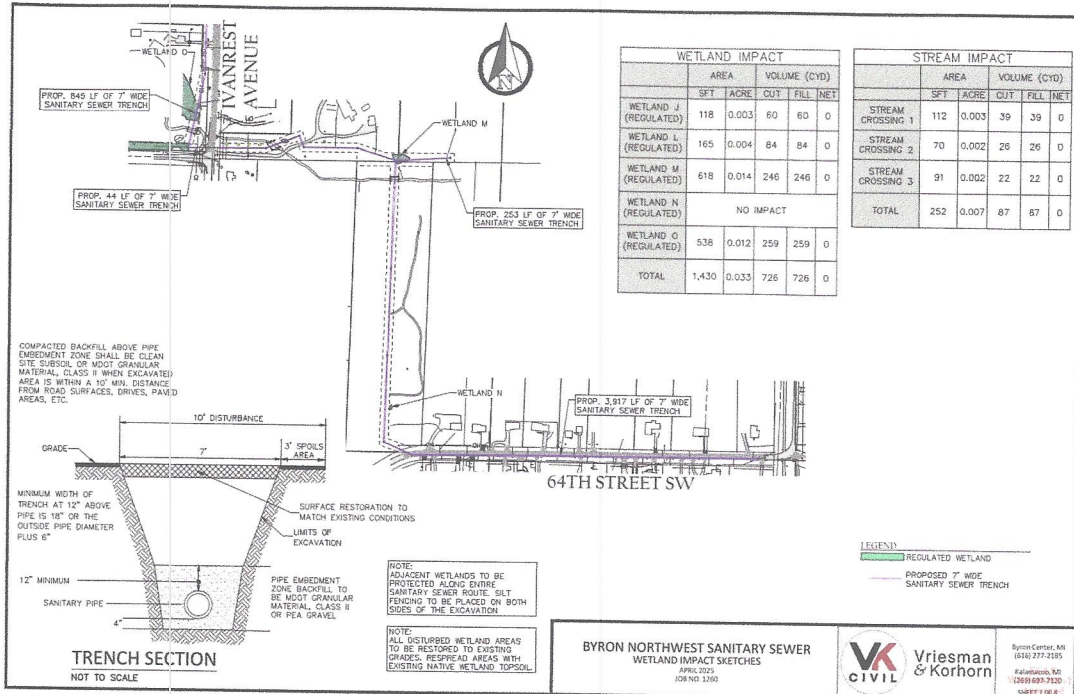 WETLAND O
IVANREST
AVENUE
N
PROP. 845 LF OF 7' WIDE
SANITARY SEWER TRENCH
WETLAND M
PROP. 44 LF OF 7' WIDE
SANITARY SEWER TRENCH
PROP. 253 LF OF 7' WIDE
SANITARY SEWER TRENCH
WETLAND IMPACT
AREA VOLUME (CYD)
SFT ACRE CUT FILL NET
WETLAND J
(REGULATED) 118 0.003 60 60 0
WETLAND L
(REGULATED) 165 0.004 84 84 0
WETLAND M
(REGULATED) 618 0.014 246 246 0
WETLAND N
(REGULATED) NO IMPACT
WETLAND O
(REGULATED) 538 0.012 259 259 0
TOTAL 1,430 0.033 726 726 0
STREAM IMPACT
AREA VOLUME (CYD)
SFT ACRE CUT FILL NET
STREAM
CROSSING 1 112 0.003 39 39 0
STREAM
CROSSING 2 70 0.002 26 26 0
STREAM
CROSSING 3 91 0.002 22 22 0
TOTAL 252 0.007 87 87 0
WETLAND N
PROP. 3,917 LF OF 7' WIDE
SANITARY SEWER TRENCH
64TH STREET SW
COMPACTED BACKFILL ABOVE PIPE
EMBEDMENT ZONE SHALL BE CLEAN
SITE SUBSOIL OR MDOT GRANULAR
MATERIAL, CLASS II WHEN EXCAVATED
AREA IS WITHIN A 10' MIN. DISTANCE
FROM ROAD SURFACES, DRIVES, PAVED
AREAS, ETC.
10' DISTURBANCE
GRADE
7'
3' SPOILS
AREA
MINIMUM WIDTH OF
TRENCH AT 12" ABOVE
PIPE IS 18" OR THE
OUTSIDE PIPE DIAMETER
PLUS 6"
SURFACE RESTORATION TO
MATCH EXISTING CONDITIONS
LIMITS OF
EXCAVATION
12" MINIMUM
SANITARY PIPE
4"
PIPE EMBEDMENT
ZONE BACKFILL TO
BE MDOT GRANULAR
MATERIAL, CLASS II
OR PEA GRAVEL
TRENCH SECTION
NOT TO SCALE
NOTE:
ADJACENT WETLANDS TO BE
PROTECTED ALONG ENTIRE
SANITARY SEWER ROUTE. SILT
FENCING TO BE PLACED ON BOTH
SIDES OF THE EXCAVATION
NOTE:
ALL DISTURBED WETLAND AREAS
TO BE RESTORED TO EXISTING
GRADES. RESPREAD AREAS WITH
EXISTING NATIVE WETLAND TOPSOIL.
LEGEND
REGULATED WETLAND
PROPOSED 7' WIDE
SANITARY SEWER TRENCH
BYRON NORTHWEST SANITARY SEWER
WETLAND IMPACT SKETCHES
APRIL 2025
JOB NO. 1260
VK
CIVIL
Vriesman
& Korhorn
Byron Center, MI
(616) 277-2185
Kalamazoo, MI
(269) 697-7120